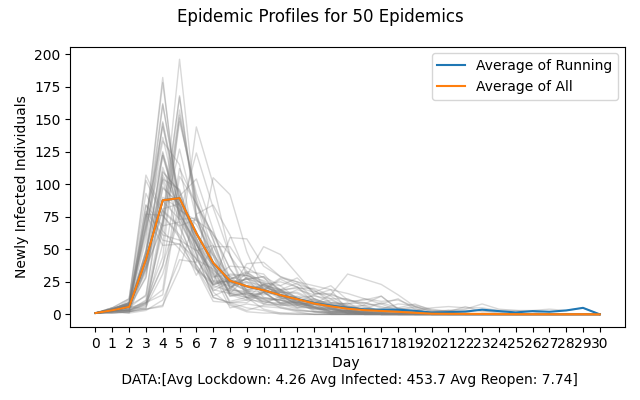 Epidemic Profiles for 50 Epidemics
200
175
150
125
100
75
50
25
0
Newly Infected Individuals
Average of Running
Average of All
0 1 2 3 4 5 6 7 8 9 10 11 12 13 14 15 16 17 18 19 20 21 22 23 24 25 26 27 28 29 30
Day
DATA:[Avg Lockdown: 4.26 Avg Infected: 453.7 Avg Reopen: 7.74]